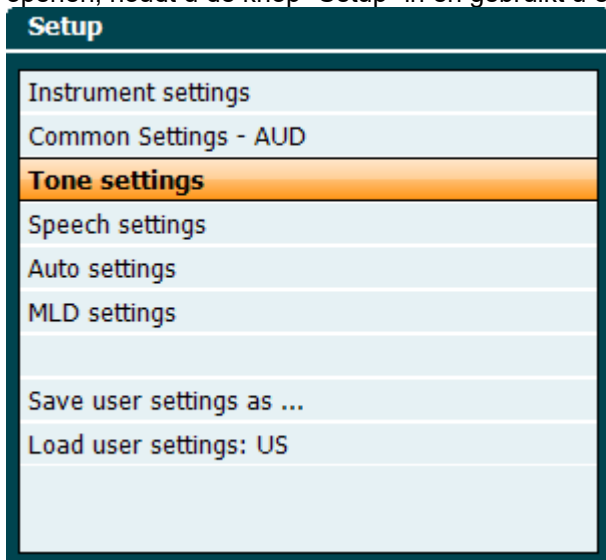 Setup
Instrument settings
Common Settings - AUD
Tone settings
Speech settings
Auto settings
MLD settings
Save user settings as ...
Load user settings: US